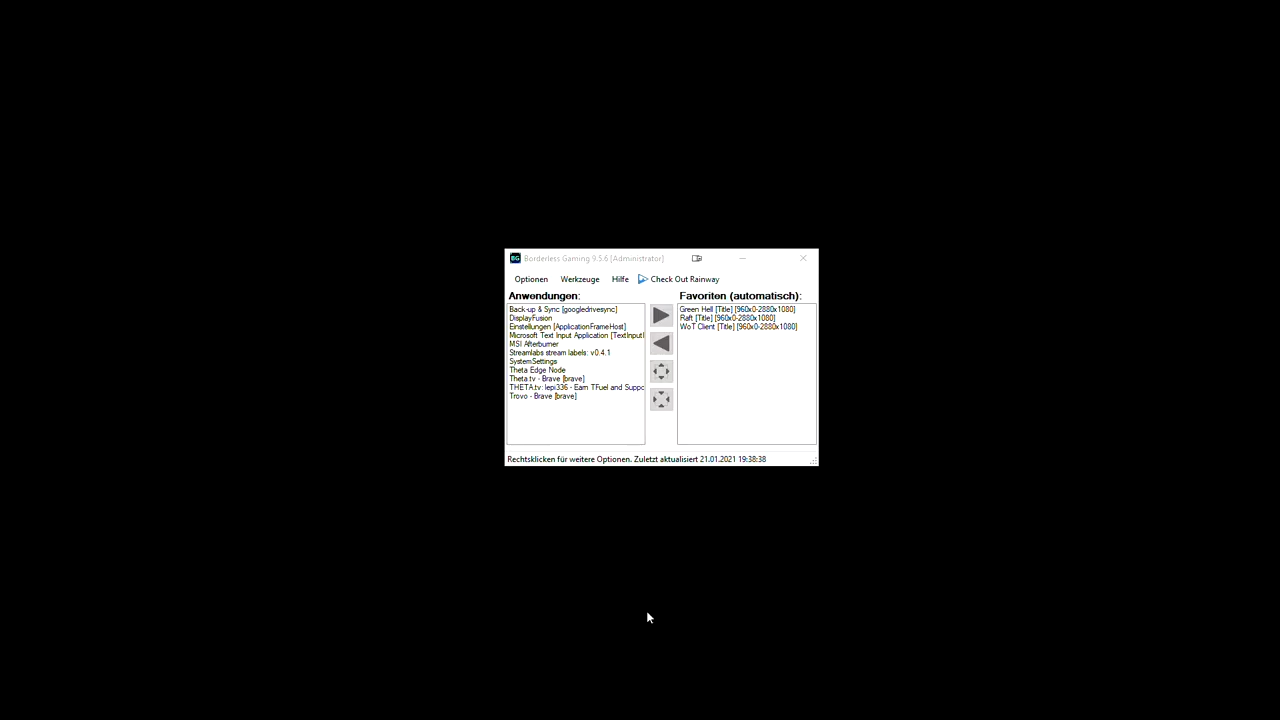 BG Borderless Gaming 9.5.6 [Administrator]
Optionen Werkzeuge Hilfe Check Out Rainway
Anwendungen:
Back-up & Sync [googledrivesync]
DisplayFusion
Einstellungen [ApplicationFrameHost]
Microsoft Text Input Application [TextInputH
MSI Afterburner
Streamlabs stream labels: v0.4.1
SystemSettings
Theta Edge Node
Theta.tv - Brave [brave]
THETA.tv: lepi336 - Earn TFuel and Suppo
Trovo - Brave [brave]
Favoriten (automatisch):
Green Hell [Title] [960x0-2880x1080]
Raft [Title] [960x0-2880x1080]
WoT Client [Title] [960x0-2880x1080]
Rechtsklicken für weitere Optionen. Zuletzt aktualisiert 21.01.2021 19:38:38